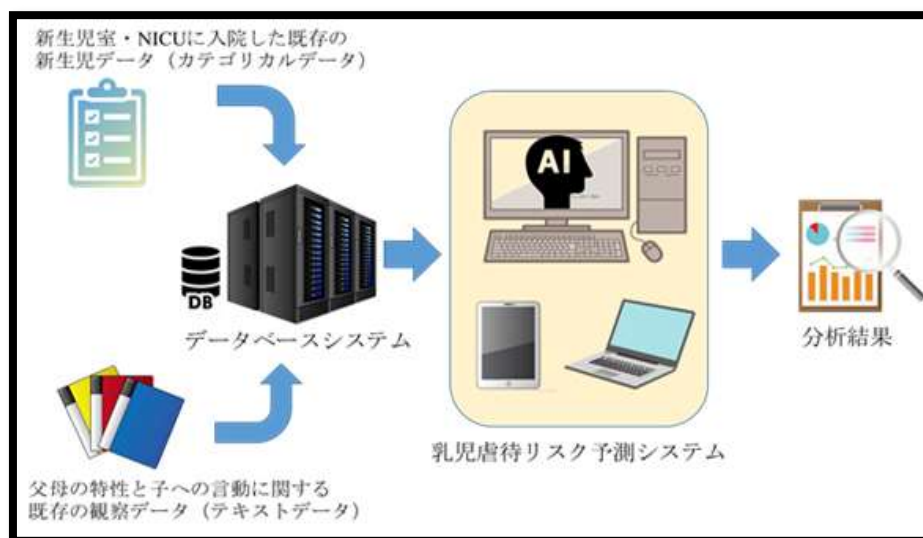 新生児室・NICUに入院した既存の
新生児データ（カテゴリカルデータ）
AI
DB
データベースシステム
分析結果
乳児虐待リスク予測システム
父母の特性と子への言動に関する
既存の観察データ（テキストデータ）